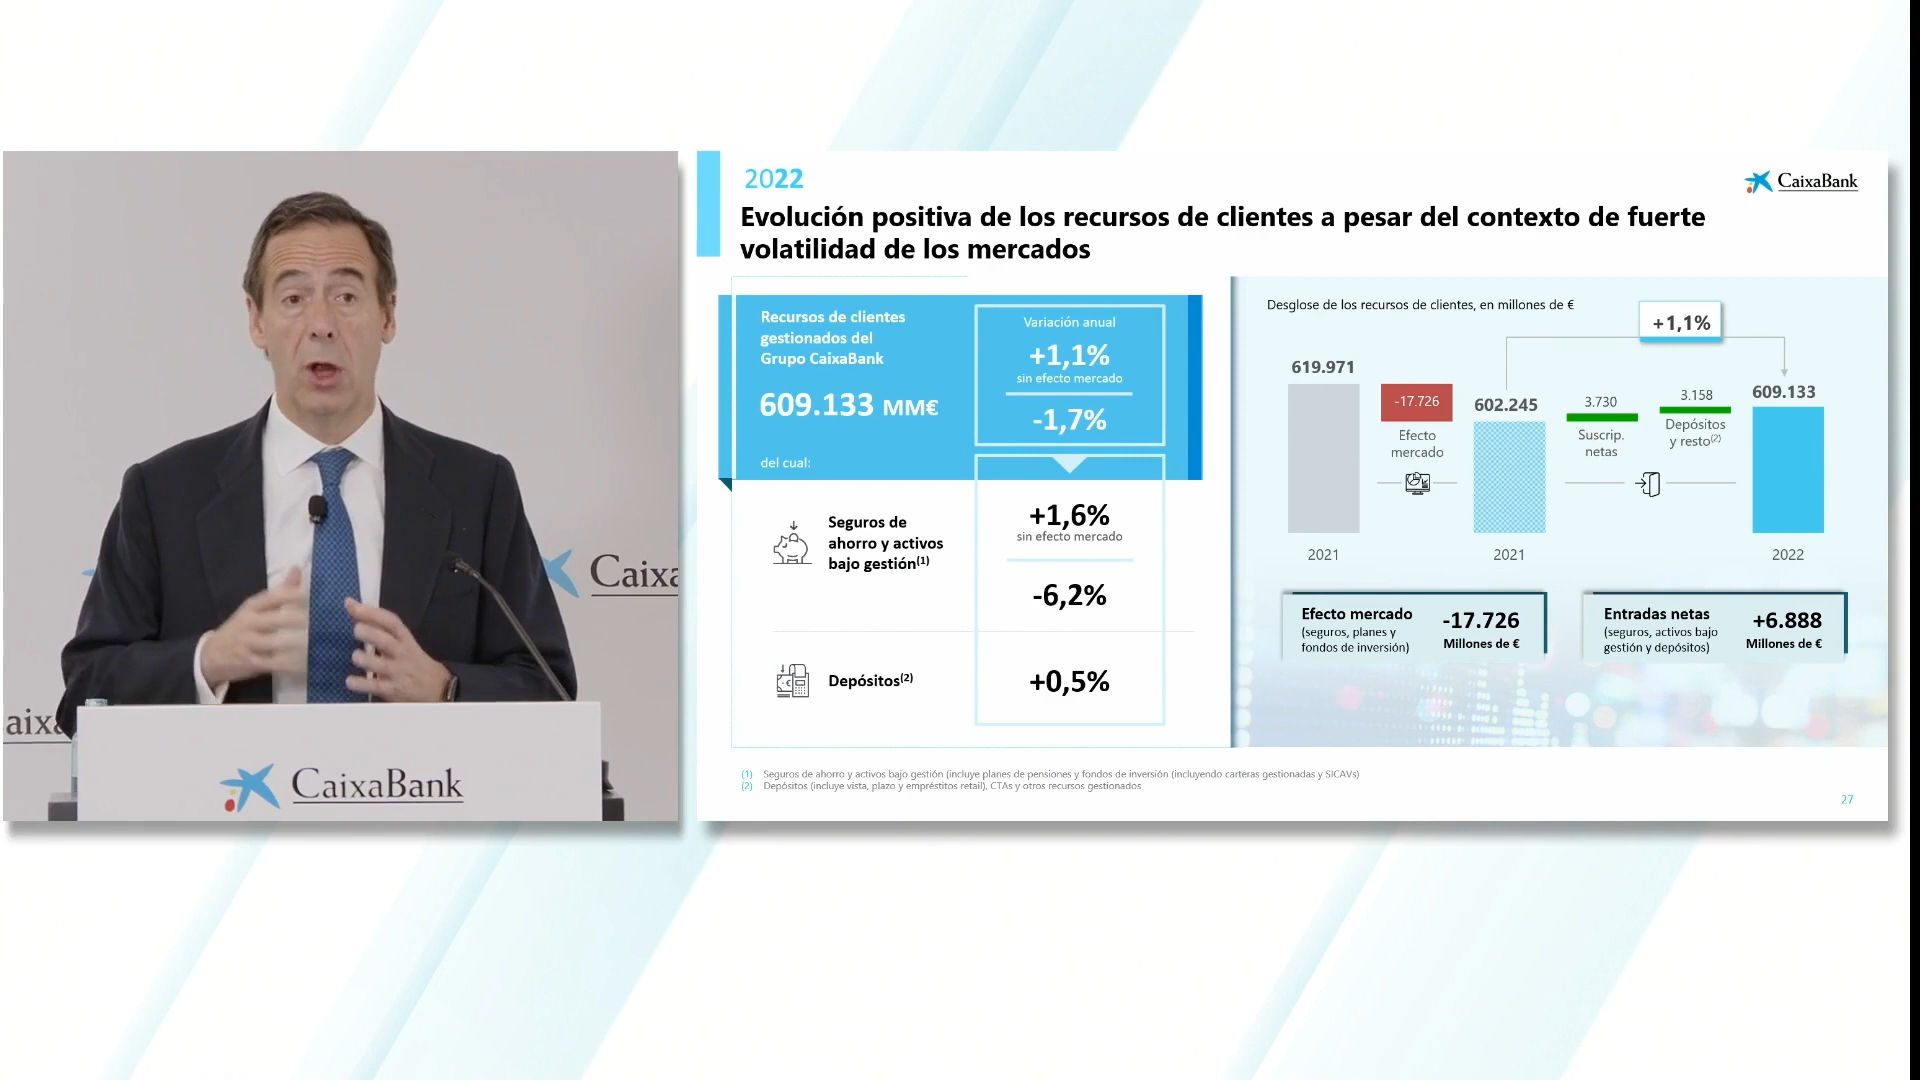 aixa
Caixa
CaixaBank
2022
CaixaBank
Evolución positiva de los recursos de clientes a pesar del contexto de fuerte
volatilidad de los mercados
Recursos de clientes
gestionados del
Grupo CaixaBank
609.133 MM€
del cual:
Variación anual
+1,1%
sin efecto mercado
-1,7%
Seguros de
ahorro y activos
bajo gestión(1)
+1,6%
sin efecto mercado
-6,2%
Depósitos(2)
+0,5%
Desglose de los recursos de clientes, en millones de €
+1,1%
619.971
-17.726
Efecto
mercado
602.245
3.730
Suscrip.
netas
3.158
Depósitos
y resto(2)
609.133
2021
2021
2022
Efecto mercado
(seguros, planes y
fondos de inversión)
-17.726
Millones de €
Entradas netas
(seguros, activos bajo
gestión y depósitos)
+6.888
Millones de €
(1) Seguros de ahorro y activos bajo gestión (incluye planes de pensiones y fondos de inversión (incluyendo carteras gestionadas y SICAVs)
(2) Depósitos (incluye vista, plazo y empréstitos retail), CTAs y otros recursos gestionados
27